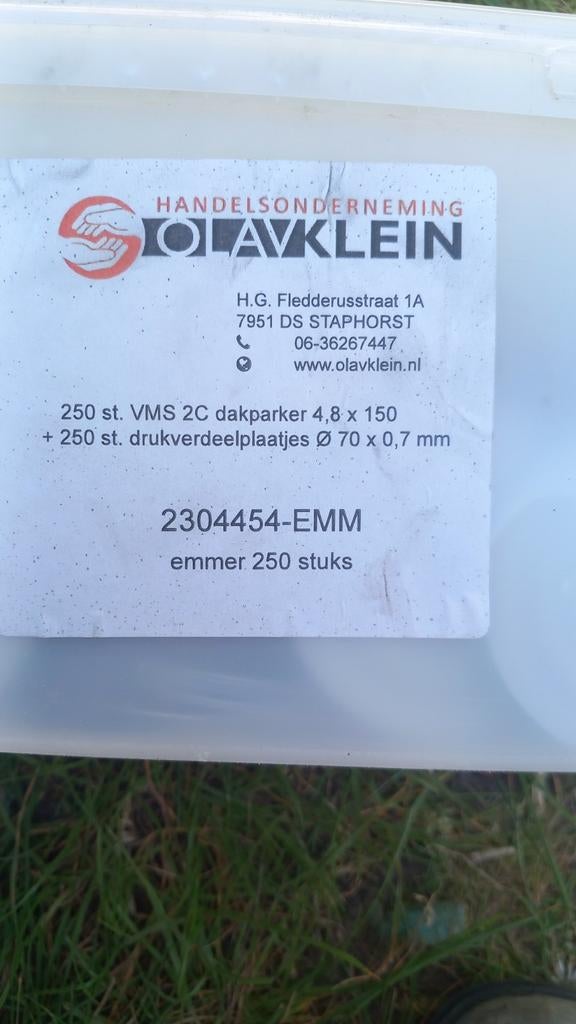 HANDELSONDERNEMING
OLAVKLEIN
H.G. Fledderusstraat 1A
7951 DS STAPHORST
06-36267447
www.olavklein.nl
250 st. VMS 2C dakparker 4,8 x 150
+ 250 st. drukverdeelplaatjes Ø 70 x 0,7 mm
2304454-EMM
emmer 250 stuks